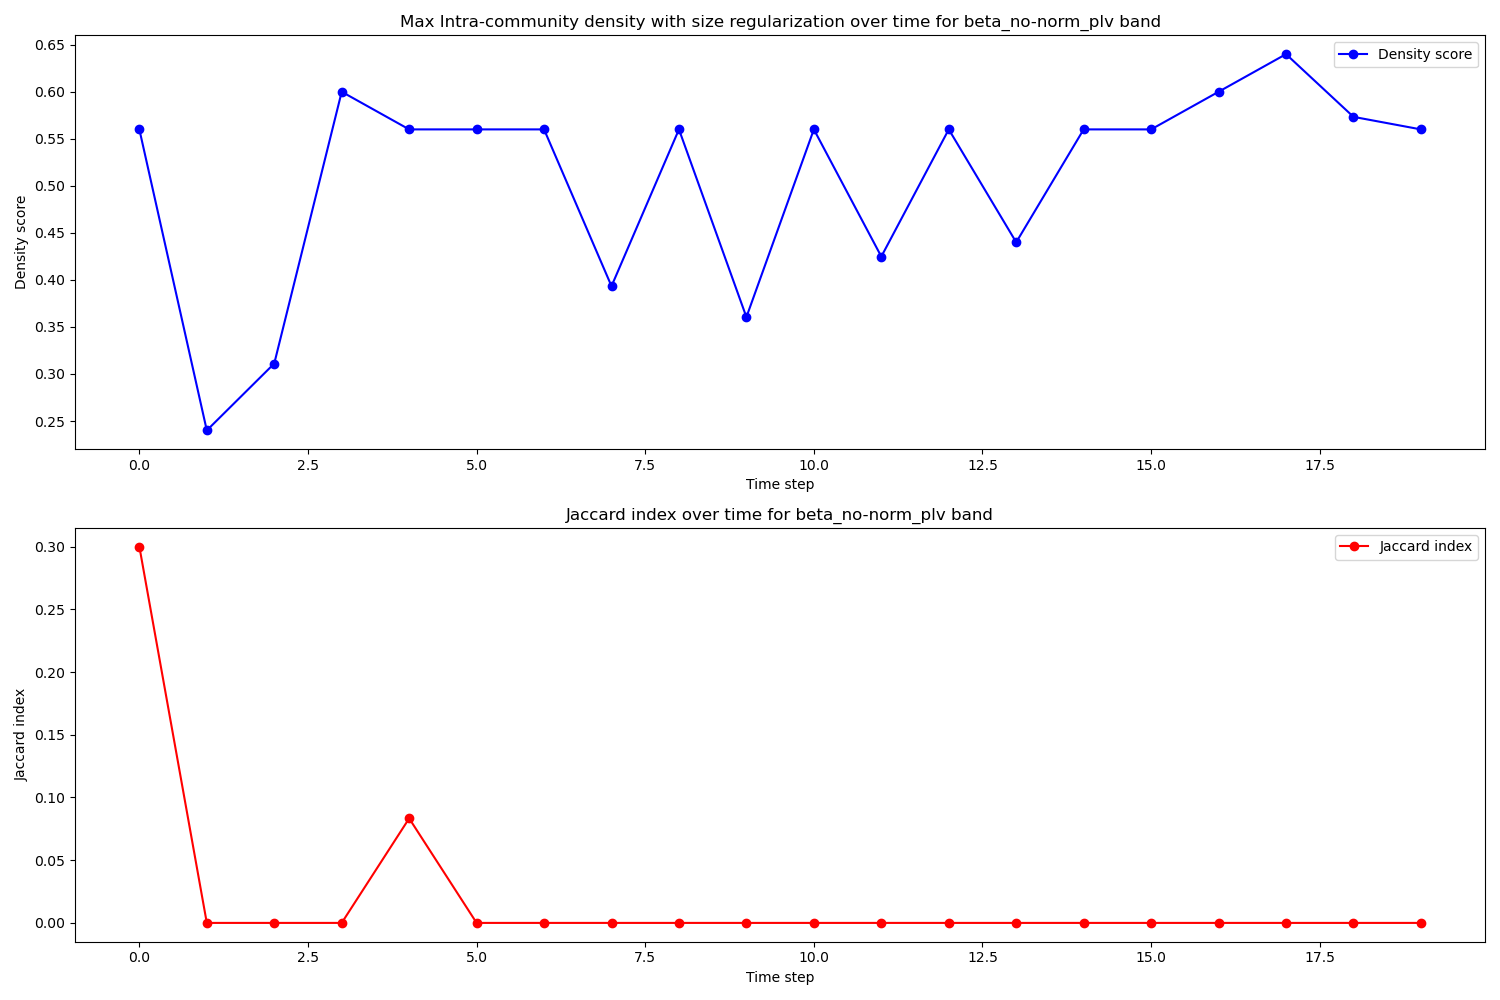 Max Intra-community density with size regularization over time for beta_no-norm_plv band
Density score
0.65
0.60
0.55
0.50
0.45
0.40
0.35
0.30
0.25
Density score
0.0 2.5 5.0 7.5 10.0 12.5 15.0 17.5
Time step
Jaccard index over time for beta_no-norm_plv band
Jaccard index
0.30
0.25
0.20
0.15
0.10
0.05
0.00
Jaccard index
0.0 2.5 5.0 7.5 10.0 12.5 15.0 17.5
Time step